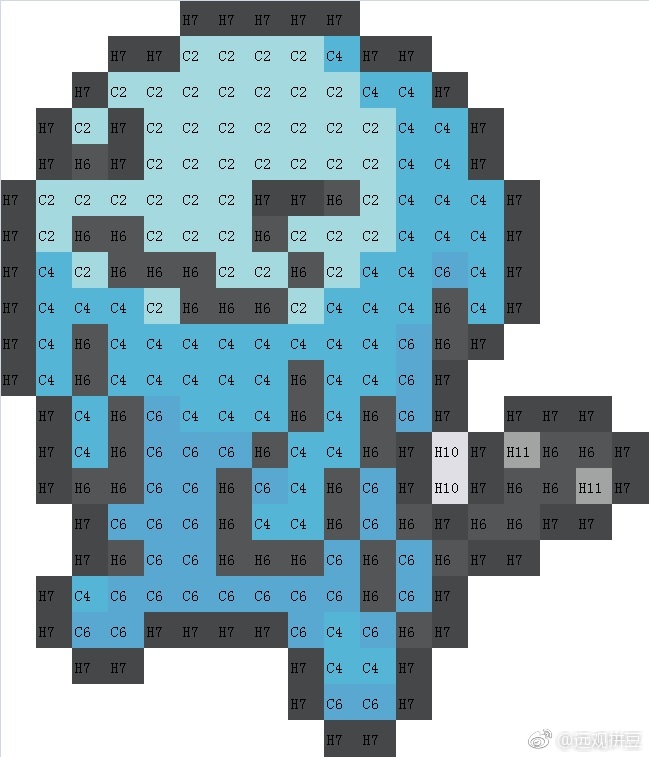 H7 H7 H7 H7 H7
H7 H7 C2 C2 C2 C2 C4 H7 H7
H7 C2 C2 C2 C2 C2 C2 C2 C4 C4 H7
H7 C2 H7 C2 C2 C2 C2 C2 C2 C2 C4 C4 H7
H7 H6 H7 C2 C2 C2 C2 C2 C2 C2 C4 C4 H7
H7 C2 C2 C2 C2 C2 C2 H7 H7 H6 C2 C4 C4 C4 H7
H7 C2 H6 H6 C2 C2 C2 H6 C2 C2 C2 C4 C4 C4 H7
H7 C4 C2 H6 H6 H6 C2 C2 H6 C2 C4 C4 C6 C4 H7
H7 C4 C4 C4 C2 H6 H6 H6 C2 C4 C4 C4 H6 C4 H7
H7 C4 H6 C4 C4 C4 C4 C4 C4 C4 C4 C6 H6 H7
H7 C4 H6 C4 C4 C4 C4 C4 H6 C4 C4 C6 H7
H7 C4 H6 C6 C4 C4 C4 H6 C4 H6 C6 H7 H7 H7 H7
H7 C4 H6 C6 C6 C6 H6 C4 C4 H6 H7 H10 H7 H11 H6 H6 H7
H7 H6 H6 C6 C6 H6 C6 C4 H6 C6 H7 H10 H7 H6 H6 H11 H7
H7 C6 C6 C6 H6 C4 C4 H6 C6 H6 H7 H6 H6 H7 H7
H7 H6 C6 C6 H6 H6 H6 C6 H6 C6 H6 H7 H7
H7 C4 C6 C6 C6 C6 C6 C6 C6 H6 C6 H7
H7 C6 C6 H7 H7 H7 H7 C6 C4 C6 H6 H7
H7 H7 H7 C4 C4 H7
H7 C6 C6 H7
H7 H7
@远观拼豆